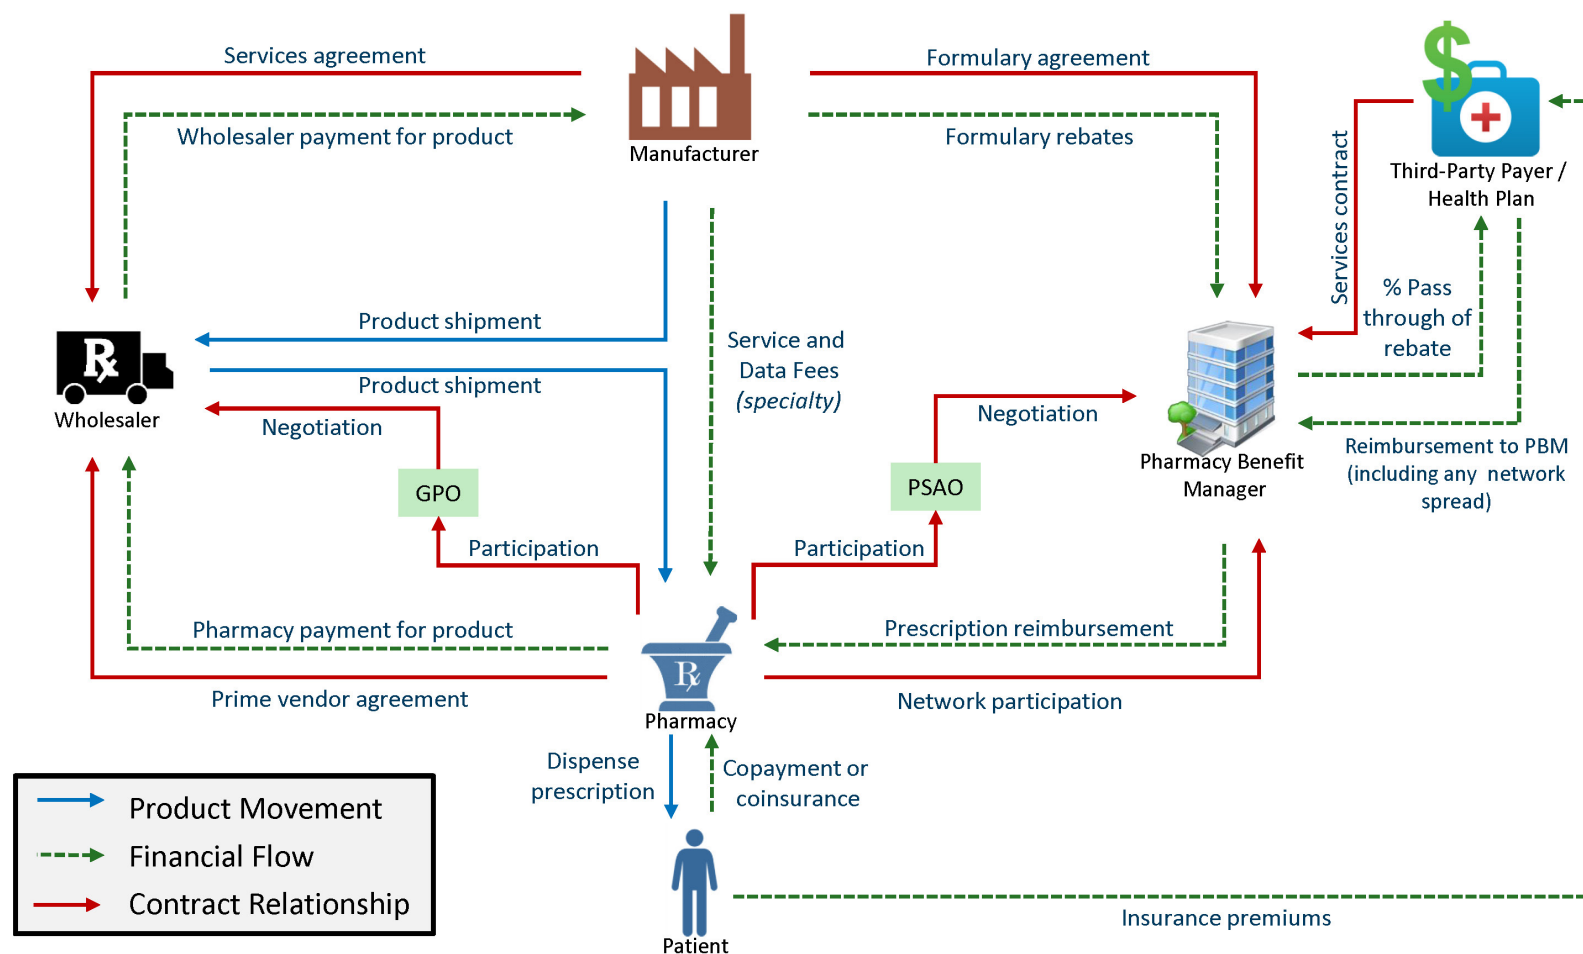 Services agreement
Wholesaler payment for product
Manufacturer
Formulary agreement
Formulary rebates
$
Third-Party Payer /
Health Plan
Services contract
% Pass
through of
rebate
Product shipment
Product shipment
Service and
Data Fees
(specialty)
Rx
Wholesaler
Negotiation
GPO
Participation
Negotiation
PSAO
Participation
Pharmacy Benefit
Manager
Reimbursement to PBM
(including any network
spread)
Pharmacy payment for product
Prime vendor agreement
Rx
Pharmacy
Prescription reimbursement
Network participation
Dispense
prescription
Copayment or
coinsurance
Patient
Insurance premiums
Product Movement
Financial Flow
Contract Relationship